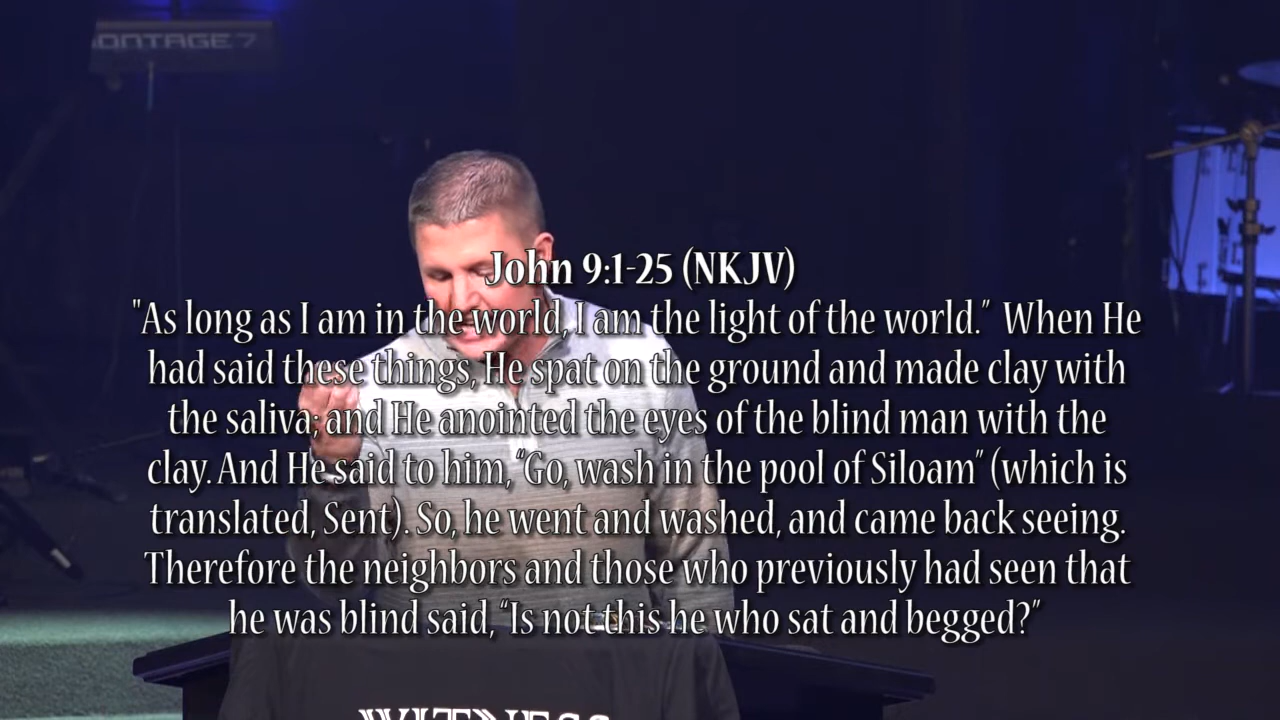 MONTAGE 7
John 9:1-25 (NKJV)
"As long as I am in the world, I am the light of the world.” When He
had said these things, He spat on the ground and made clay with
the saliva; and He anointed the eyes of the blind man with the
clay. And He said to him, “Go, wash in the pool of Siloam” (which is
translated, Sent). So, he went and washed, and came back seeing.
Therefore the neighbors and those who previously had seen that
he was blind said, “Is not this he who sat and begged?”
WITNESS